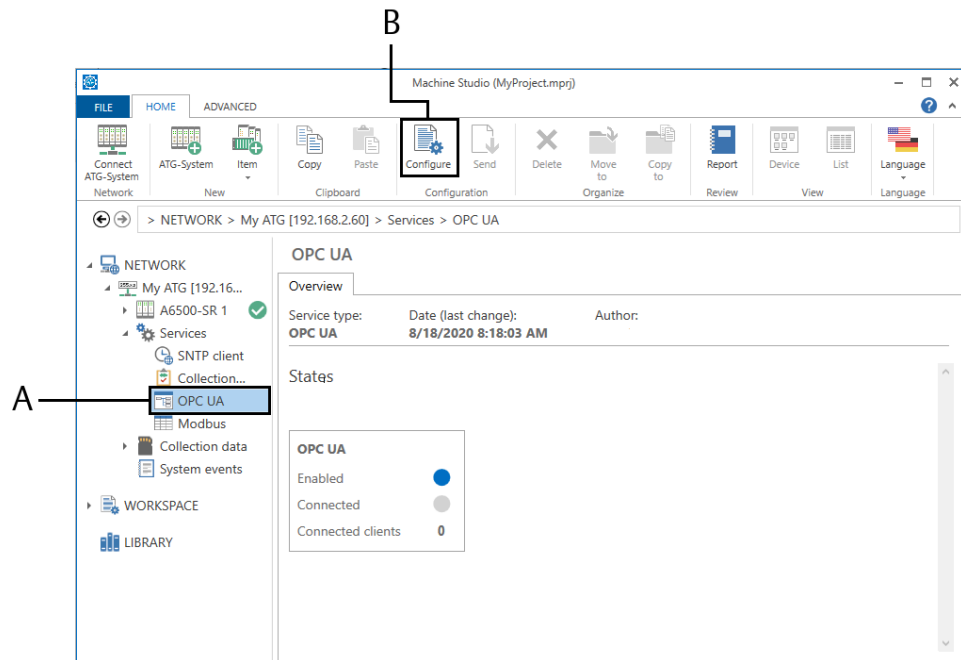 B
Machine Studio (MyProject.mprj)
FILE HOME ADVANCED
Connect ATG-System Item Copy Paste Configure Send Delete Move Copy Report Device List Language
ATG-System to to
Network New Clipboard Configuration Organize Review View Language
> NETWORK > My ATG [192.168.2.60] > Services > OPC UA
NETWORK
My ATG [192.16...
A6500-SR 1
Services
SNTP client
Collection...
A
OPC UA
Modbus
Collection data
System events
WORKSPACE
LIBRARY
OPC UA
Overview
Service type: Date (last change): Author:
OPC UA 8/18/2020 8:18:03 AM
States
OPC UA
Enabled
Connected
Connected clients 0